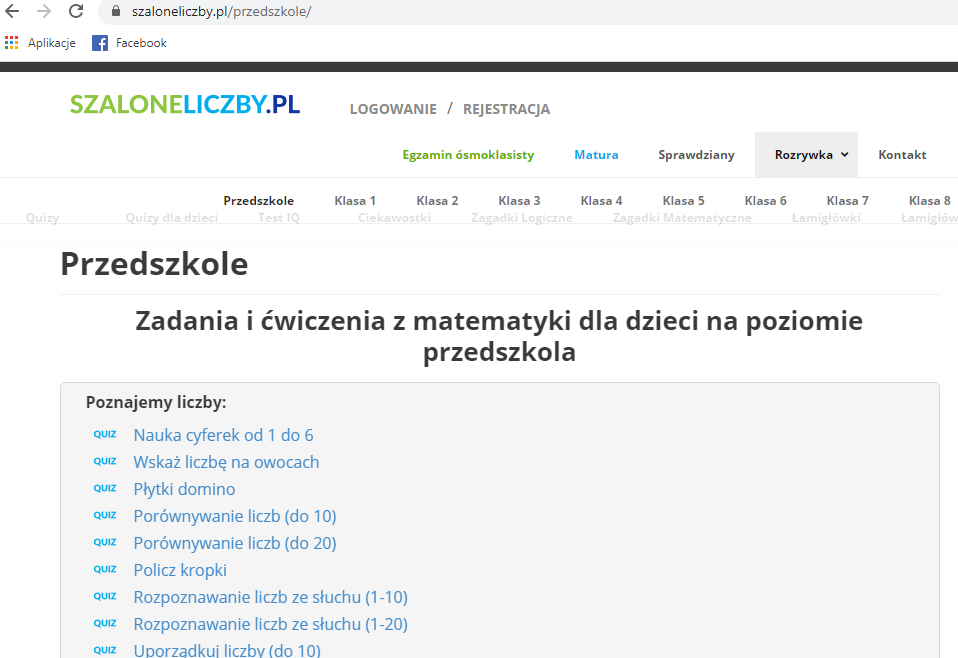 szaloneliczby.pl/przedszkole/
Aplikacje Facebook
SZALONELICZBY.PL LOGOWANIE / REJESTRACJA
Egzamin ósmoklasisty Matura Sprawdziany Rozrywka Kontakt
Przedszkole Klasa 1 Klasa 2 Klasa 3 Klasa 4 Klasa 5 Klasa 6 Klasa 7 Klasa 8
Quizy Quizy dla dzieci Test IQ Ciekawostki Zagadki Logiczne Zagadki Matematyczne Łamigłówki Łamigłów
Przedszkole
Zadania i ćwiczenia z matematyki dla dzieci na poziomie
przedszkola
Poznajemy liczby:
QUIZ Nauka cyferek od 1 do 6
QUIZ Wskaż liczbę na owocach
QUIZ Płytki domino
QUIZ Porównywanie liczb (do 10)
QUIZ Porównywanie liczb (do 20)
QUIZ Policz kropki
QUIZ Rozpoznawanie liczb ze słuchu (1-10)
QUIZ Rozpoznawanie liczb ze słuchu (1-20)
QUIZ Uporządkuj liczby (do 10)